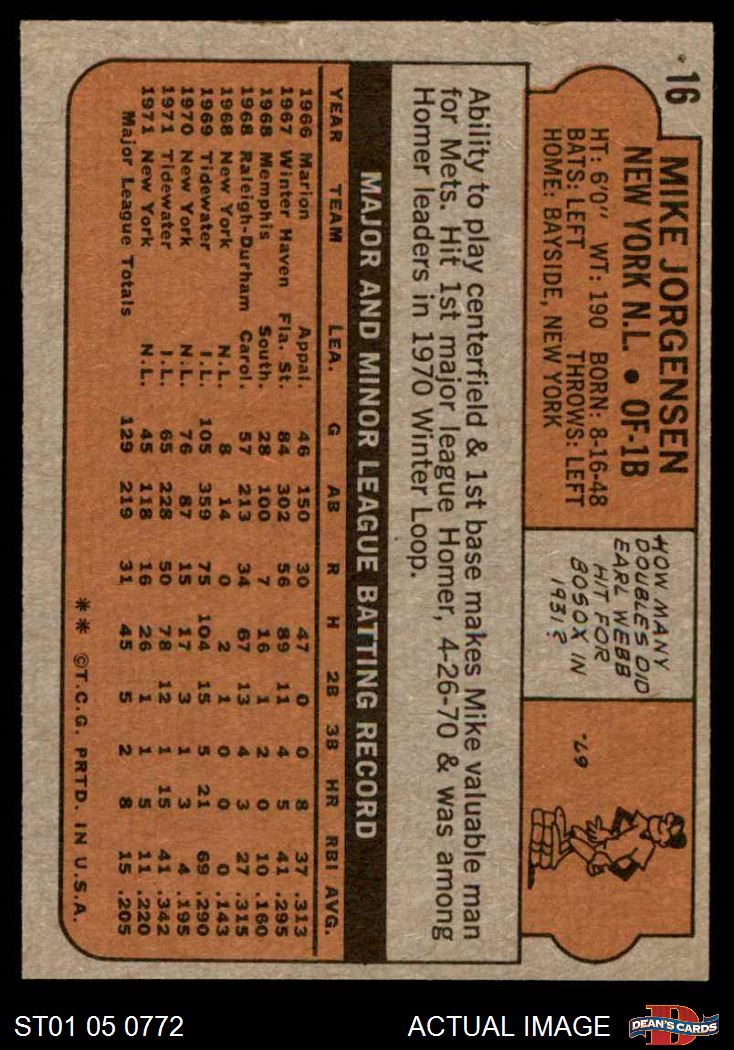 16
MIKE JORGENSEN
NEW YORK N.L. • OF-1B
HT: 6'0" WT: 190 BORN: 8-16-48
BATS: LEFT THROWS: LEFT
HOME: BAYSIDE, NEW YORK
HOW MANY
DOUBLES DID
EARL WEBB
HIT FOR
BOSOX IN
1931?
67.
Ability to play centerfield & 1st base makes Mike valuable man
for Mets. Hit 1st major league Homer, 4-26-70 & was among
Homer leaders in 1970 Winter Loop.
MAJOR AND MINOR LEAGUE BATTING RECORD
YEAR TEAM LEA. G AB R H 2B 3B HR RBI AVG.
1966 Marion Appal. 46 150 30 47 0 0 8 37 .313
1967 Winter Haven Fla. St. 84 302 56 89 11 4 5 41 .295
1968 Memphis South. 28 100 7 16 1 2 0 10 .160
1968 Raleigh-Durham Carol. 57 213 34 67 13 4 3 27 .315
1968 New York N.L. 8 14 0 2 1 0 0 0 .143
1969 Tidewater I.L. 105 359 75 104 15 5 21 69 .290
1970 New York N.L. 76 87 15 17 3 1 3 4 .195
1971 Tidewater I.L. 65 228 50 78 12 1 15 41 .342
1971 New York N.L. 45 118 16 26 1 1 5 11 .220
Major League Totals 129 219 31 45 5 2 8 15 .205
** ©T.C.G. PRTD. IN U.S.A.
ST01 05 0772 ACTUAL IMAGE
D
DEAN'S CARDS